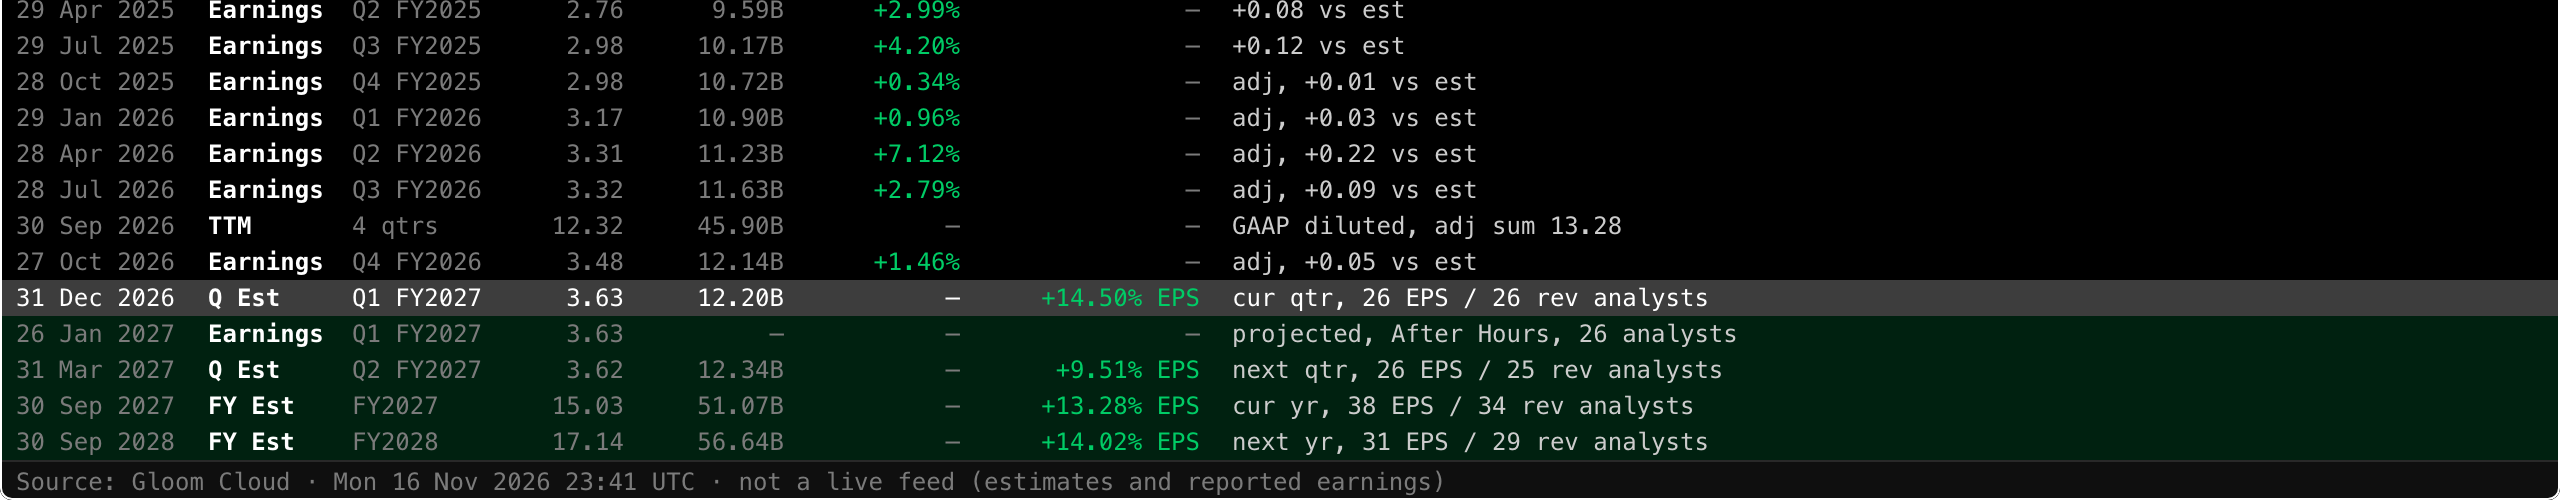 29 Apr 2025 Earnings Q2 FY2025 2.76 9.59B +2.99% — +0.08 vs est
29 Jul 2025 Earnings Q3 FY2025 2.98 10.17B +4.20% — +0.12 vs est
28 Oct 2025 Earnings Q4 FY2025 2.98 10.72B +0.34% — adj, +0.01 vs est
29 Jan 2026 Earnings Q1 FY2026 3.17 10.90B +0.96% — adj, +0.03 vs est
28 Apr 2026 Earnings Q2 FY2026 3.31 11.23B +7.12% — adj, +0.22 vs est
28 Jul 2026 Earnings Q3 FY2026 3.32 11.63B +2.79% — adj, +0.09 vs est
30 Sep 2026 TTM 4 qtrs 12.32 45.90B — — GAAP diluted, adj sum 13.28
27 Oct 2026 Earnings Q4 FY2026 3.48 12.14B +1.46% — adj, +0.05 vs est
31 Dec 2026 Q Est Q1 FY2027 3.63 12.20B — +14.50% EPS cur qtr, 26 EPS / 26 rev analysts
26 Jan 2027 Earnings Q1 FY2027 3.63 — — — projected, After Hours, 26 analysts
31 Mar 2027 Q Est Q2 FY2027 3.62 12.34B — +9.51% EPS next qtr, 26 EPS / 25 rev analysts
30 Sep 2027 FY Est FY2027 15.03 51.07B — +13.28% EPS cur yr, 38 EPS / 34 rev analysts
30 Sep 2028 FY Est FY2028 17.14 56.64B — +14.02% EPS next yr, 31 EPS / 29 rev analysts
Source: Gloom Cloud · Mon 16 Nov 2026 23:41 UTC · not a live feed (estimates and reported earnings)